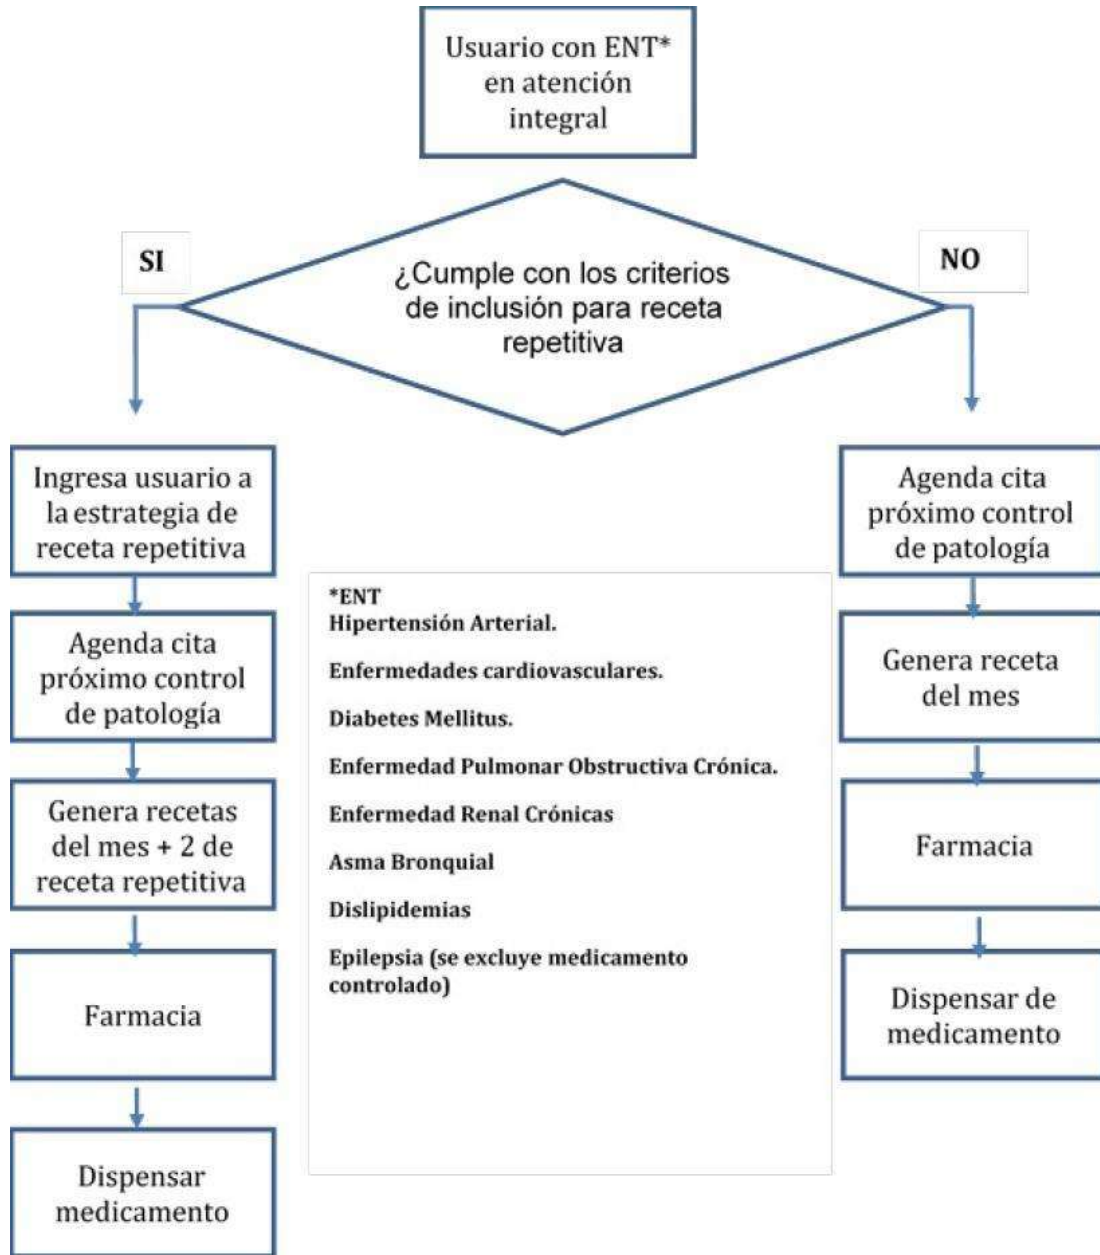 Usuario con ENT*
en atención
integral
SI
NO
¿Cumple con los criterios
de inclusión para receta
repetitiva
Ingresa usuario a
la estrategia de
receta repetitiva
Agenda cita
próximo control
de patología
Genera recetas
del mes + 2 de
receta repetitiva
Farmacia
Dispensar
medicamento
*ENT
Hipertensión Arterial.
Enfermedades cardiovasculares.
Diabetes Mellitus.
Enfermedad Pulmonar Obstructiva Crónica.
Enfermedad Renal Crónicas
Asma Bronquial
Dislipidemias
Epilepsia (se excluye medicamento
controlado)
Agenda cita
próximo control
de patología
Genera receta
del mes
Farmacia
Dispensar de
medicamento